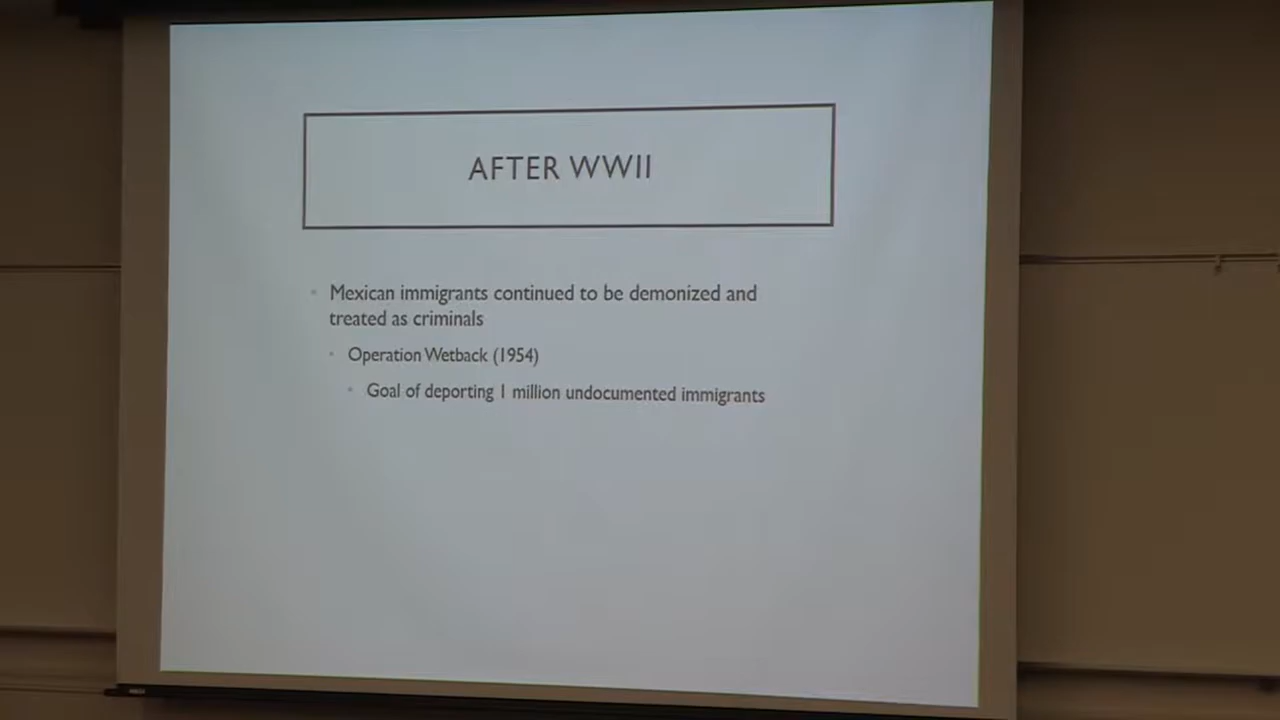 AFTER WWII
Mexican immigrants continued to be demonized and
treated as criminals
Operation Wetback (1954)
Goal of deporting 1 million undocumented immigrants